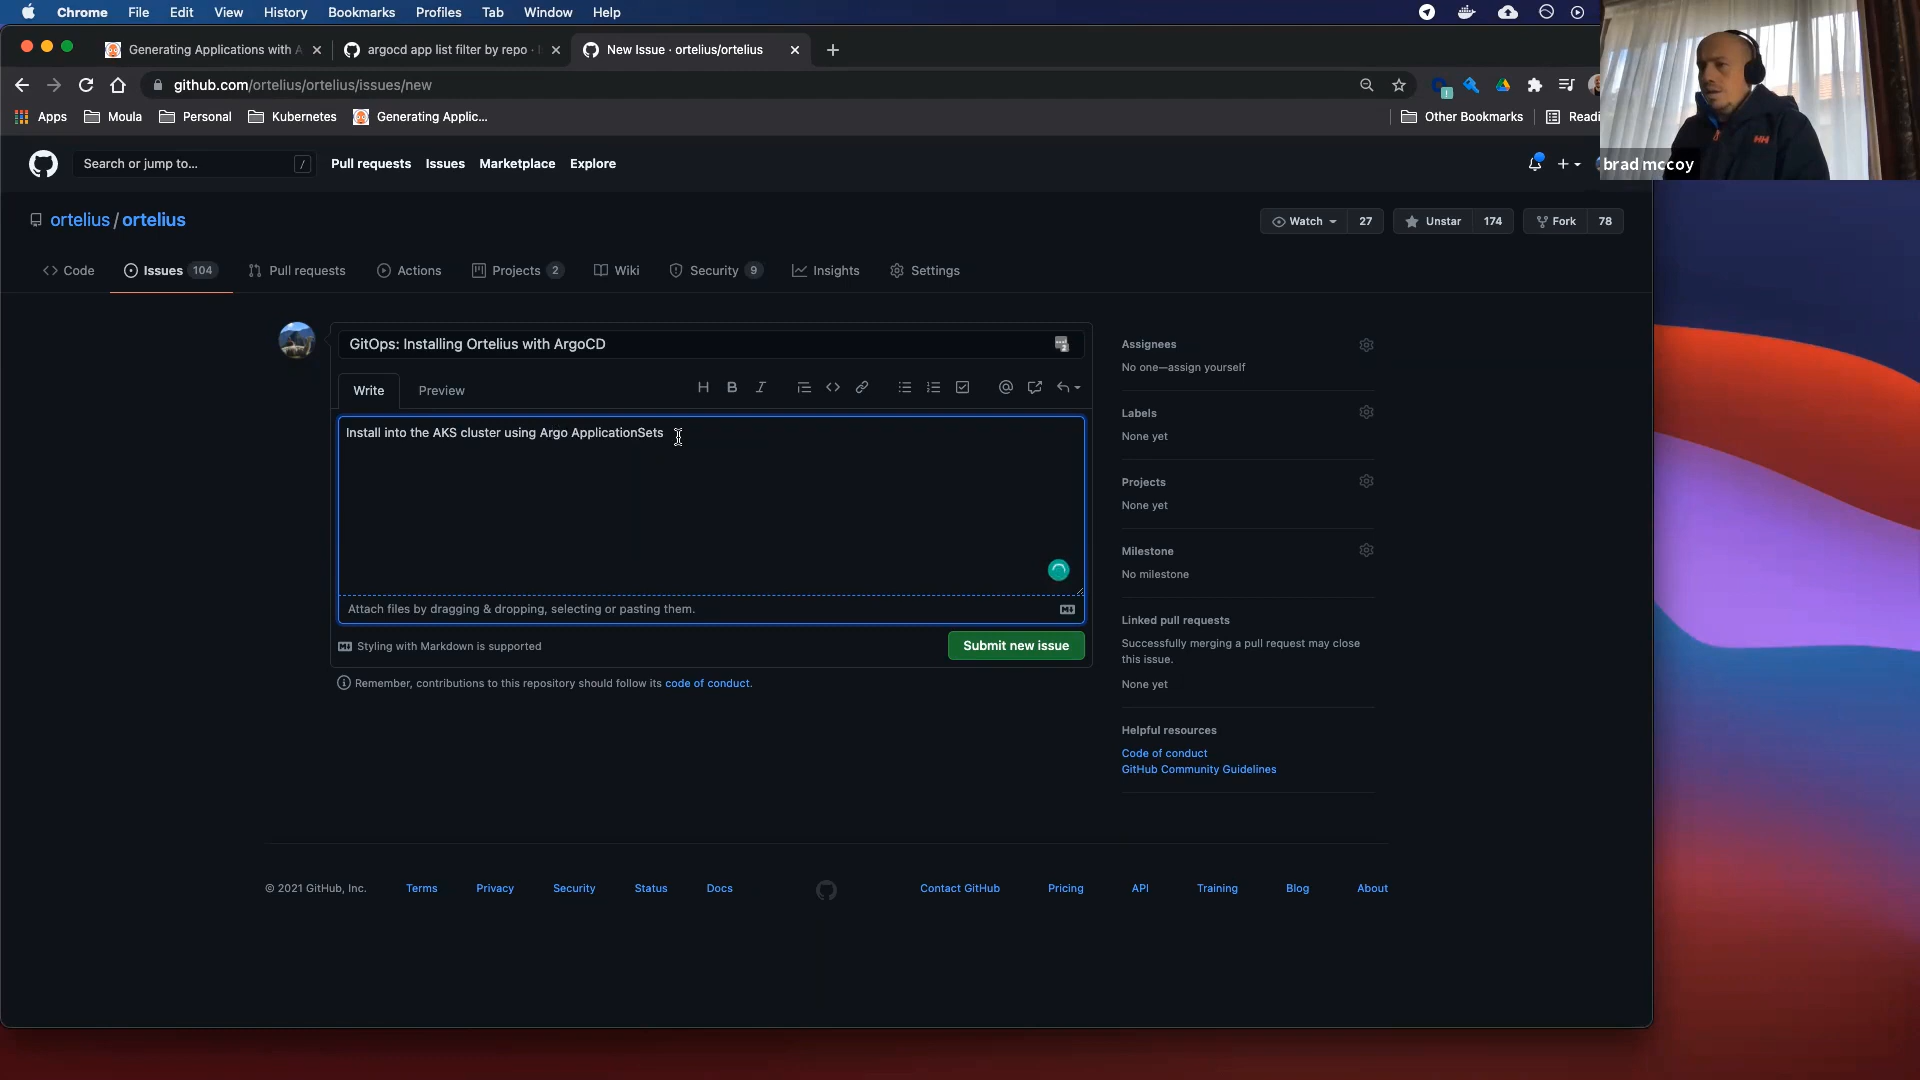 Chrome File Edit View History Bookmarks Profiles Tab Window Help
Generating Applications with A
argocd app list filter by repo ·
New Issue · ortelius/ortelius
github.com/ortelius/ortelius/issues/new
Apps Moula Personal Kubernetes Generating Applic... Other Bookmarks Readi
brad mccoy
Search or jump to... / Pull requests Issues Marketplace Explore
ortelius / ortelius
Watch 27 Unstar 174 Fork 78
Code Issues 104 Pull requests Actions Projects 2 Wiki Security 9 Insights Settings
GitOps: Installing Ortelius with ArgoCD
Write Preview
Install into the AKS cluster using Argo ApplicationSets
Attach files by dragging & dropping, selecting or pasting them.
Styling with Markdown is supported
Submit new issue
Remember, contributions to this repository should follow its code of conduct.
Assignees
No one—assign yourself
Labels
None yet
Projects
None yet
Milestone
No milestone
Linked pull requests
Successfully merging a pull request may close
this issue.
None yet
Helpful resources
Code of conduct
GitHub Community Guidelines
© 2021 GitHub, Inc. Terms Privacy Security Status Docs Contact GitHub Pricing API Training Blog About